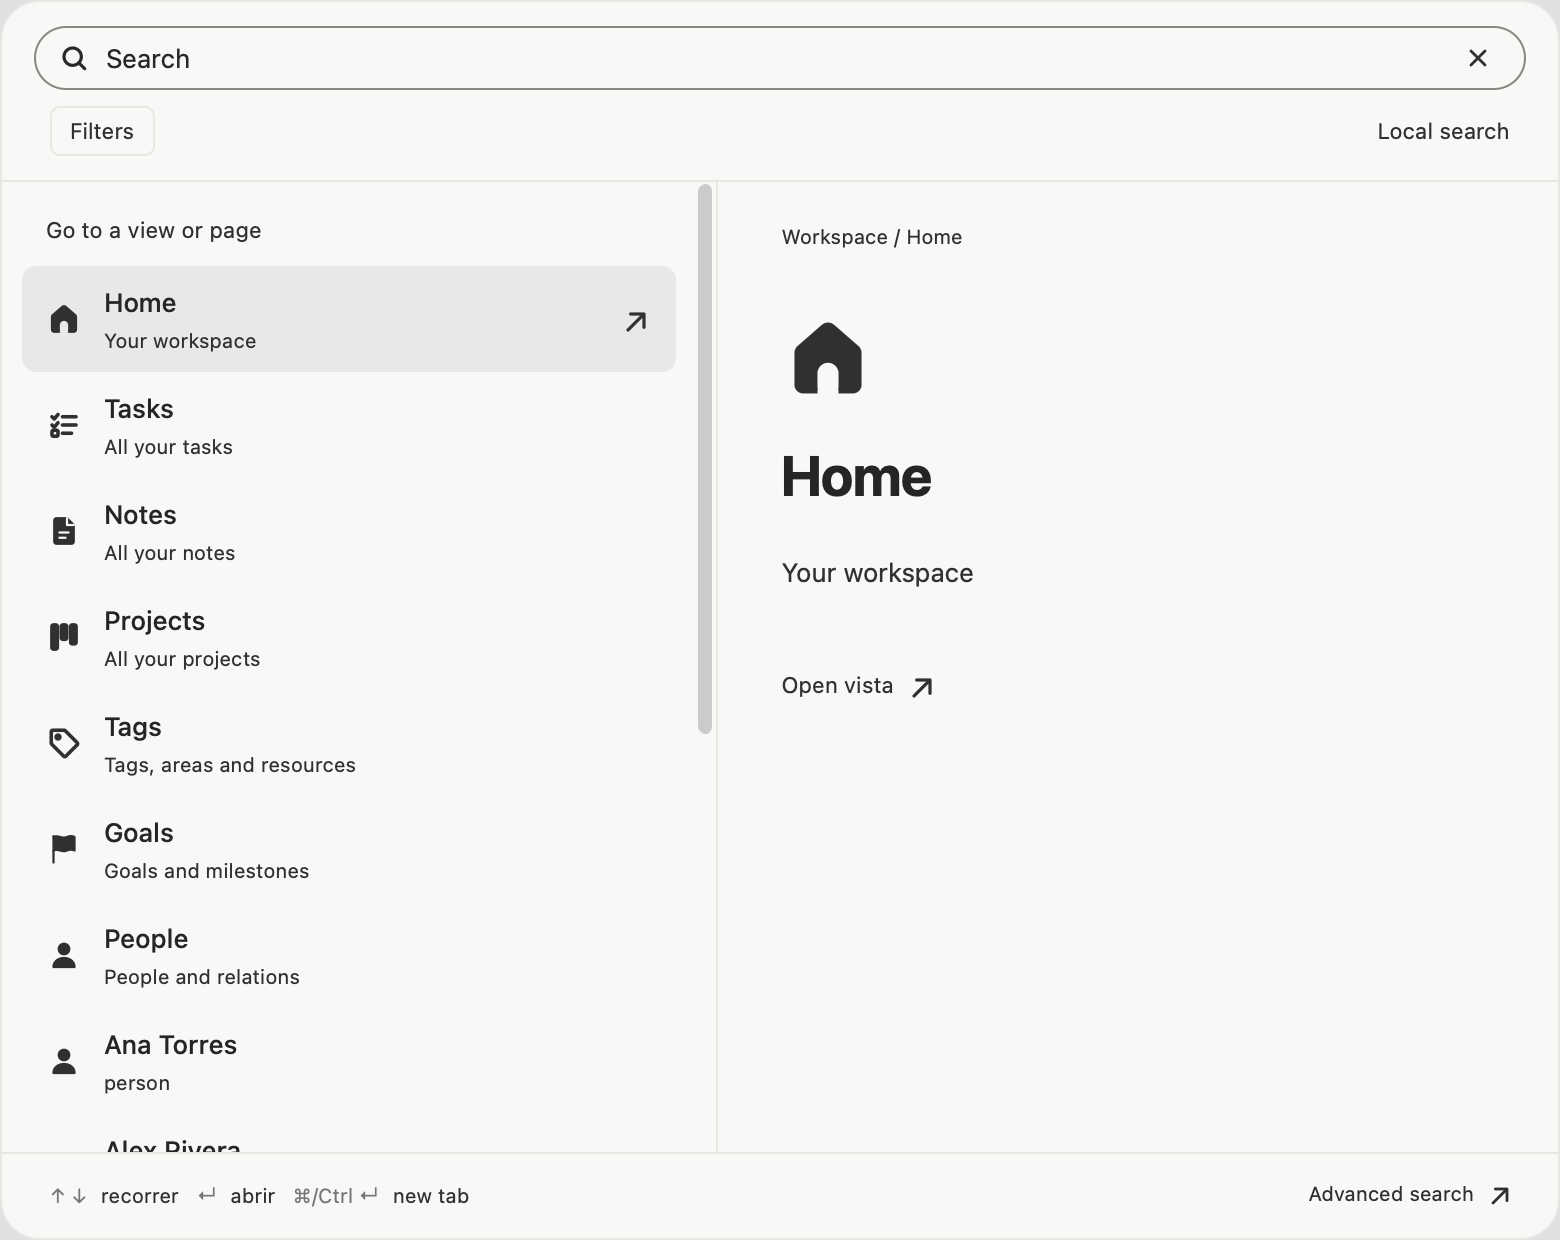 Search
Filters
Local search
Go to a view or page
Home
Your workspace
Tasks
All your tasks
Notes
All your notes
Projects
All your projects
Tags
Tags, areas and resources
Goals
Goals and milestones
People
People and relations
Ana Torres
person
Alex Rivera
Workspace / Home
Home
Your workspace
Open vista
↑ ↓ recorrer ↵ abrir ⌘/Ctrl ↵ new tab
Advanced search